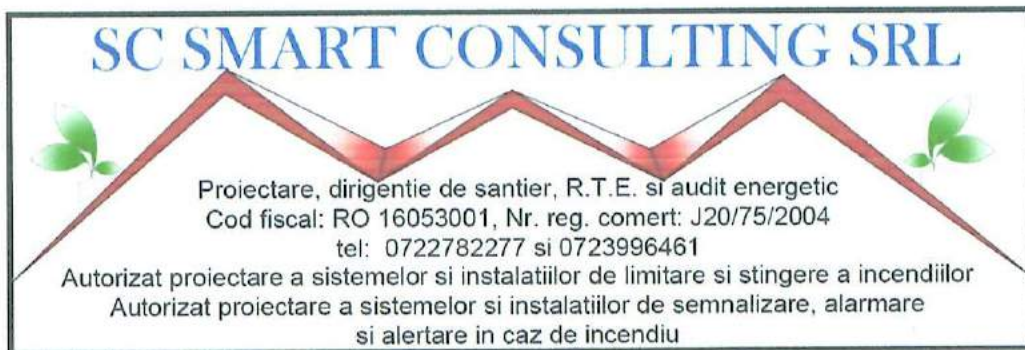 SC SMART CONSULTING SRL
Proiectare, dirigentie de santier, R.T.E. si audit energetic
Cod fiscal: RO 16053001, Nr. reg. comert: J20/75/2004
tel: 0722782277 si 0723996461
Autorizat proiectare a sistemelor si instalatiilor de limitare si stingere a incendiilor
Autorizat proiectare a sistemelor si instalatiilor de semnalizare, alarmare
si alertare in caz de incendiu